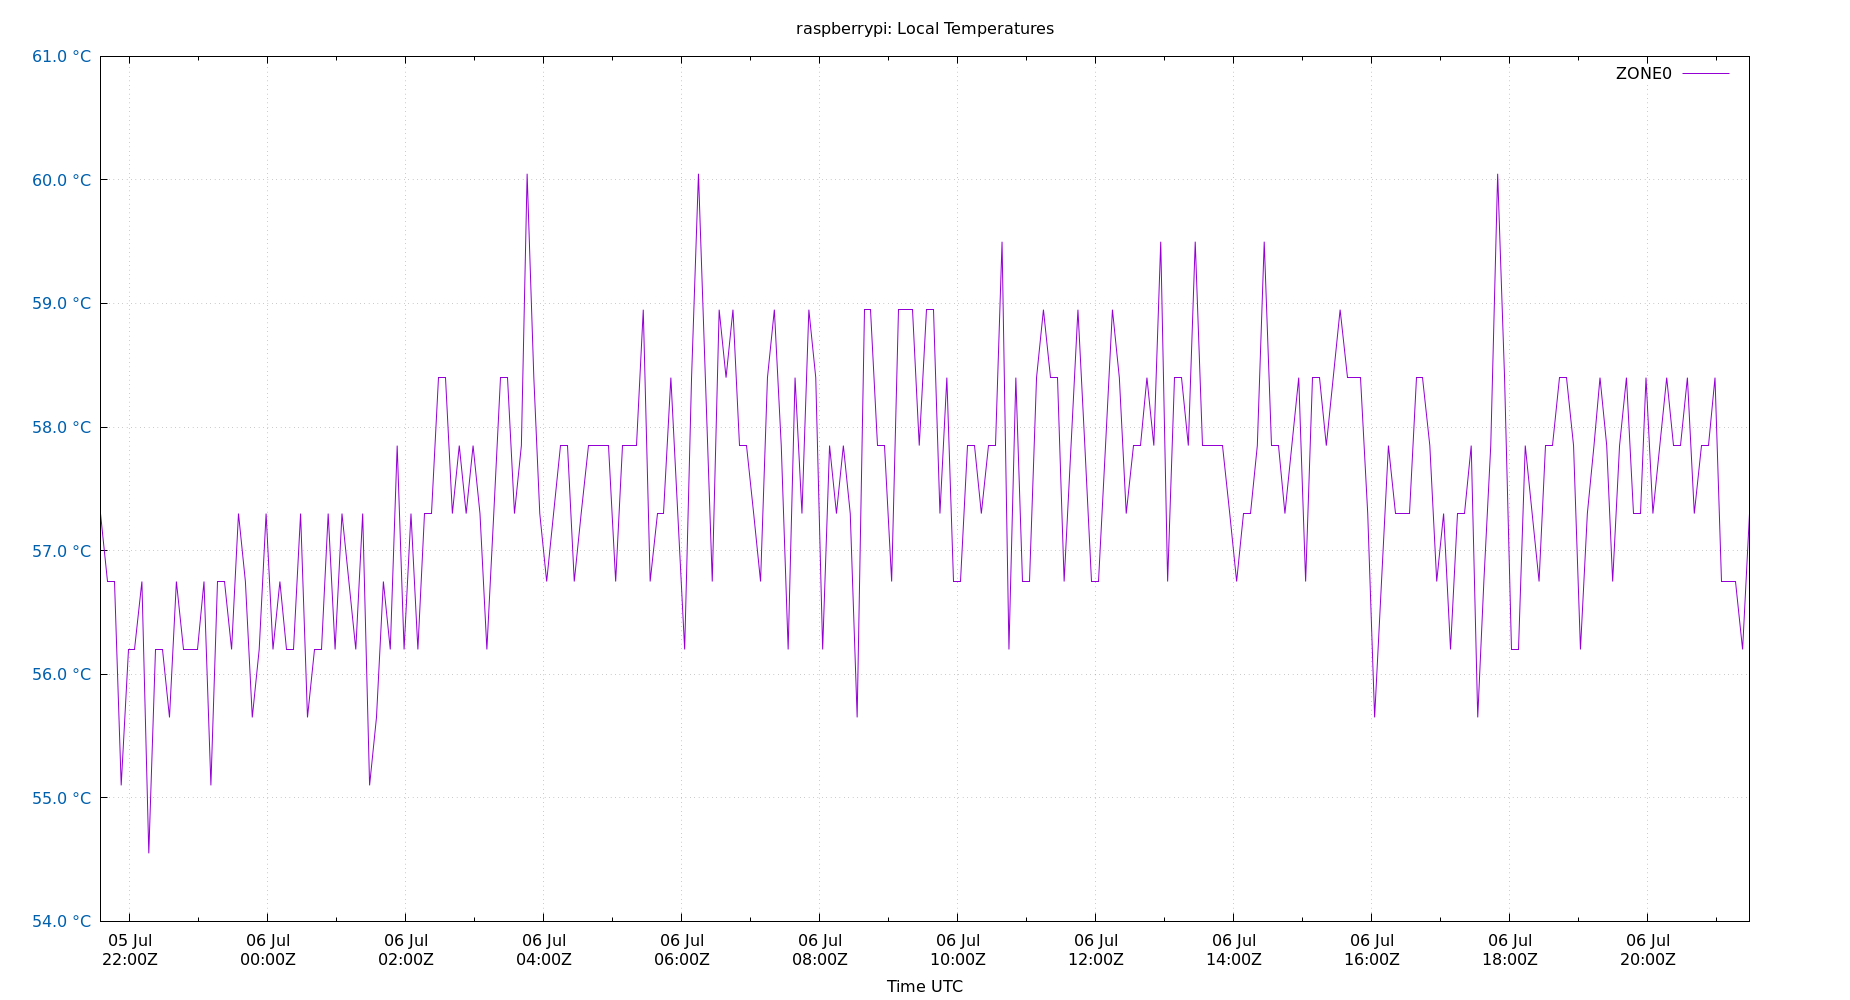 raspberrypi: Local Temperatures
61.0 °C
ZONE0
60.0 °C
59.0 °C
58.0 °C
57.0 °C
56.0 °C
55.0 °C
54.0 °C
05 Jul 06 Jul 06 Jul 06 Jul 06 Jul 06 Jul 06 Jul 06 Jul 06 Jul 06 Jul 06 Jul 06 Jul
22:00Z 00:00Z 02:00Z 04:00Z 06:00Z 08:00Z 10:00Z 12:00Z 14:00Z 16:00Z 18:00Z 20:00Z
Time UTC